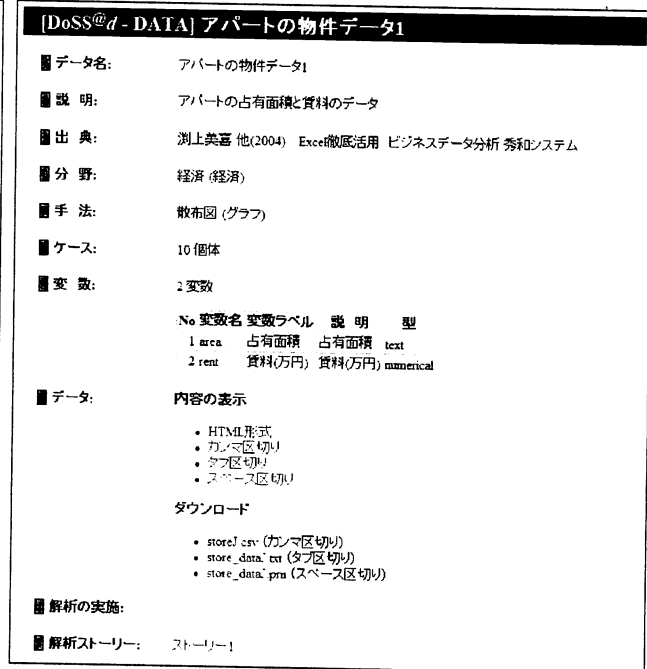 [DoSS@d - DATA] アパートの物件データ1
データ名: アパートの物件データ1
説 明: アパートの占有面積と賃料のデータ
出 典: 渕上美喜 他(2004) Excel徹底活用 ビジネスデータ分析 秀和システム
分 野: 経済 (経済)
手 法: 散布図 (グラフ)
ケース: 10 個体
変 数: 2 変数
No 変数名 変数ラベル 説 明 型
1 area 占有面積 占有面積 text
2 rent 賃料(万円) 賃料(万円) numerical
データ: 内容の表示
• HTML形式
• カンマ区切り
• タブ区切り
• スペース区切り
ダウンロード
• (カンマ区切り)
• (タブ区切り)
• (スペース区切り)
解析の実施:
解析ストーリー: ストーリー1